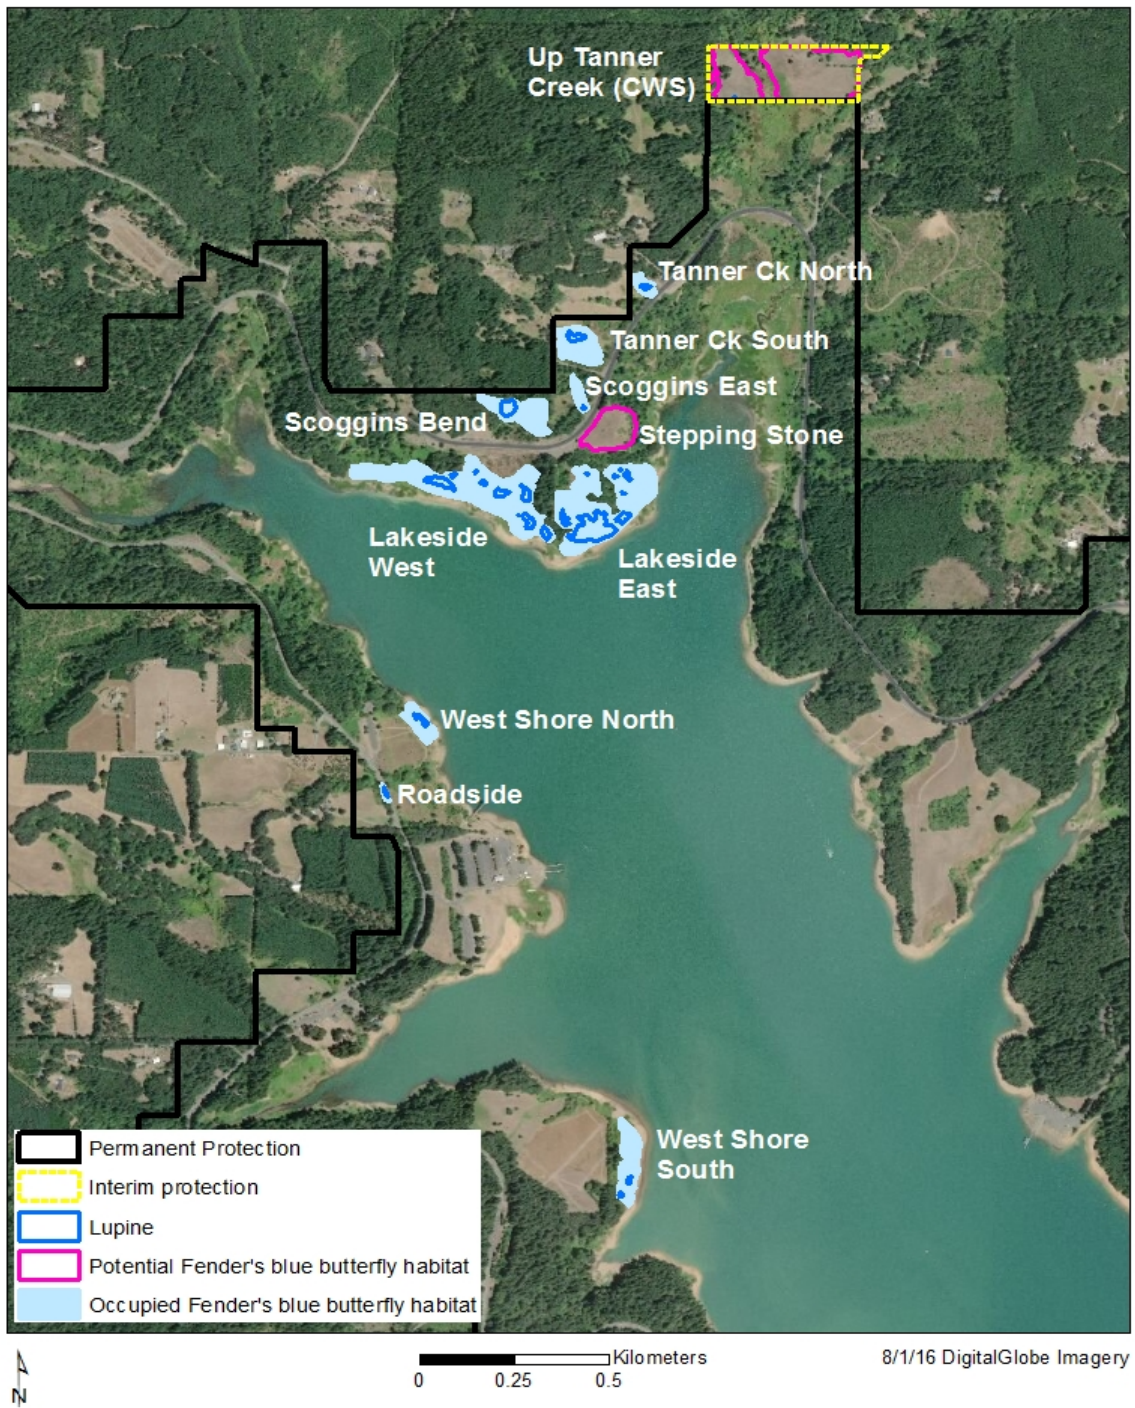 Up Tanner
Creek (CWS)
Tanner Ck North
Tanner Ck South
Scoggins East
Scoggins Bend
Stepping Stone
Lakeside
West
Lakeside
East
West Shore North
Roadside
West Shore
South
Permanent Protection
Interim protection
Lupine
Potential Fender's blue butterfly habitat
Occupied Fender's blue butterfly habitat
N
Kilometers
0 0.25 0.5
8/1/16 DigitalGlobe Imagery